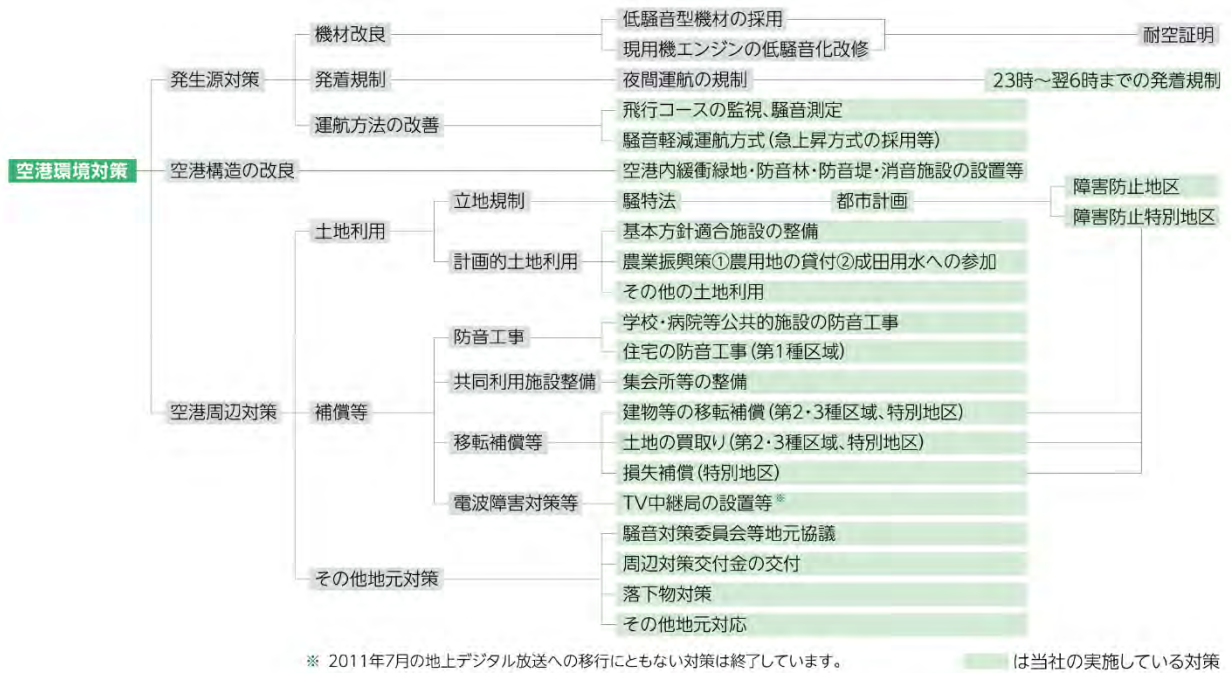 空港環境対策
発生源対策
機材改良
低騒音型機材の採用
現用機エンジンの低騒音化改修
耐空証明
発着規制
夜間運航の規制
23時～翌6時までの発着規制
運航方法の改善
飛行コースの監視、騒音測定
騒音軽減運航方式(急上昇方式の採用等)
空港構造の改良
空港内緩衝緑地・防音林・防音堤・消音施設の設置等
空港周辺対策
土地利用
立地規制
騒特法
都市計画
障害防止地区
障害防止特別地区
計画的土地利用
基本方針適合施設の整備
農業振興策①農用地の貸付②成田用水への参加
その他の土地利用
補償等
防音工事
学校・病院等公共的施設の防音工事
住宅の防音工事(第1種区域)
共同利用施設整備
集会所等の整備
移転補償等
建物等の移転補償(第2・3種区域、特別地区)
土地の買取り(第2・3種区域、特別地区)
損失補償(特別地区)
電波障害対策等
TV中継局の設置等※
その他地元対策
騒音対策委員会等地元協議
周辺対策交付金の交付
落下物対策
その他地元対応
※ 2011年7月の地上デジタル放送への移行にともない対策は終了しています。
は当社の実施している対策